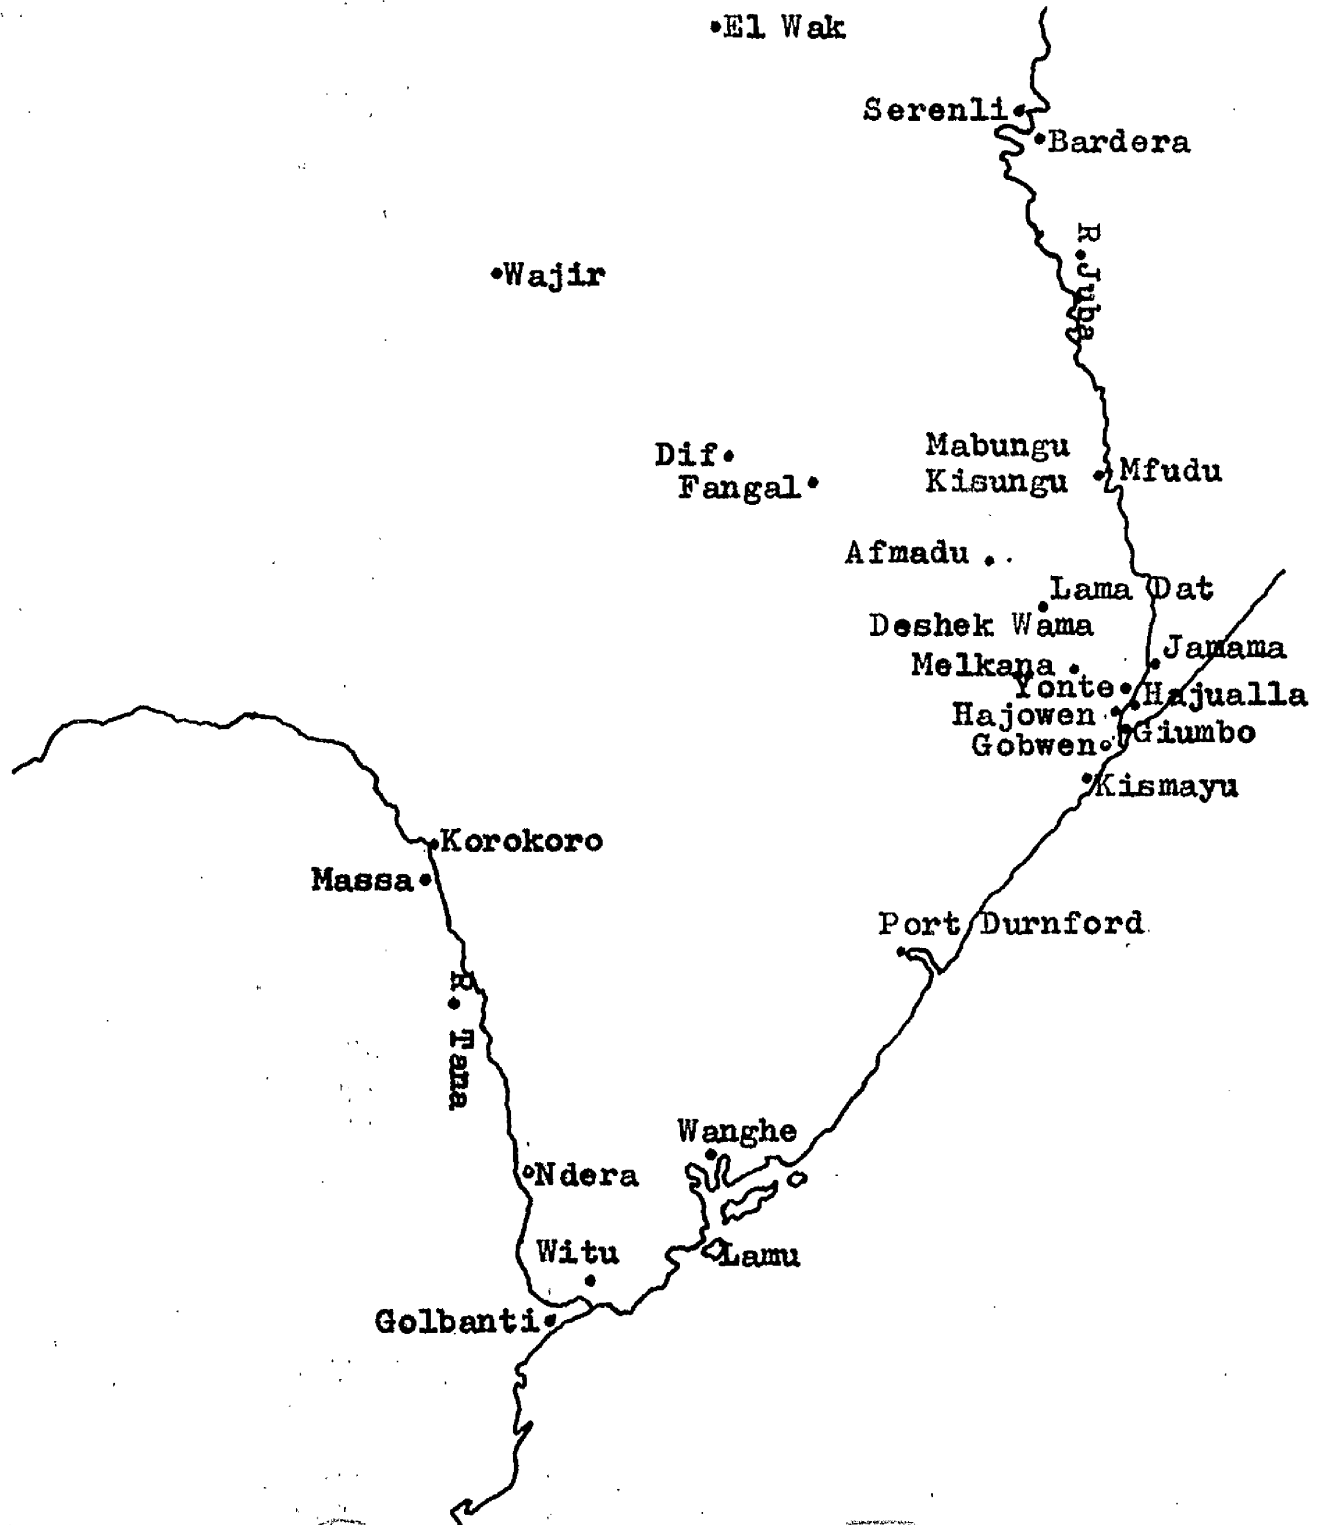 El Wak
Serenli
Bardera
R. Juba
Wajir
Dif
Fangal
Mabungu
Kisungu
Mfudu
Afmadu
Lama Dat
Deshek Wama
Jamama
Melkana
Yonte
Hajualla
Hajowen
Giumbo
Gobwen
Kismayu
Korokoro
Massa
Port Durnford
R. Tana
Wanghe
Ndera
Witu
Lamu
Golbanti